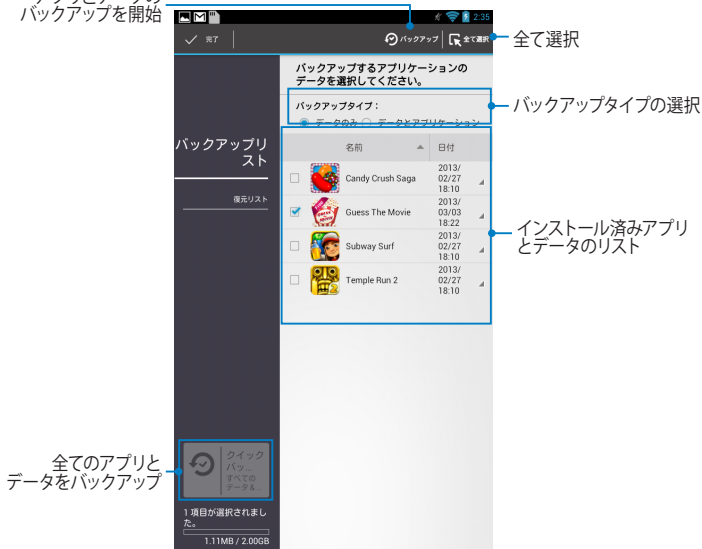 バックアップを開始
2:35
完了
バックアップ
全て選択
全て選択
バックアップするアプリケーションの
データを選択してください。
バックアップタイプ：
データのみ
データとアプリケーション
バックアップタイプの選択
バックアップリ
スト
復元リスト
名前
日付
Candy Crush Saga
2013/
02/27
18:10
Guess The Movie
2013/
03/03
18:22
Subway Surf
2013/
02/27
18:10
Temple Run 2
2013/
02/27
18:10
インストール済みアプリ
とデータのリスト
全てのアプリと
データをバックアップ
クイック
バッ...
すべての
データ&...
1 項目が選択されまし
た。
1.11MB / 2.00GB